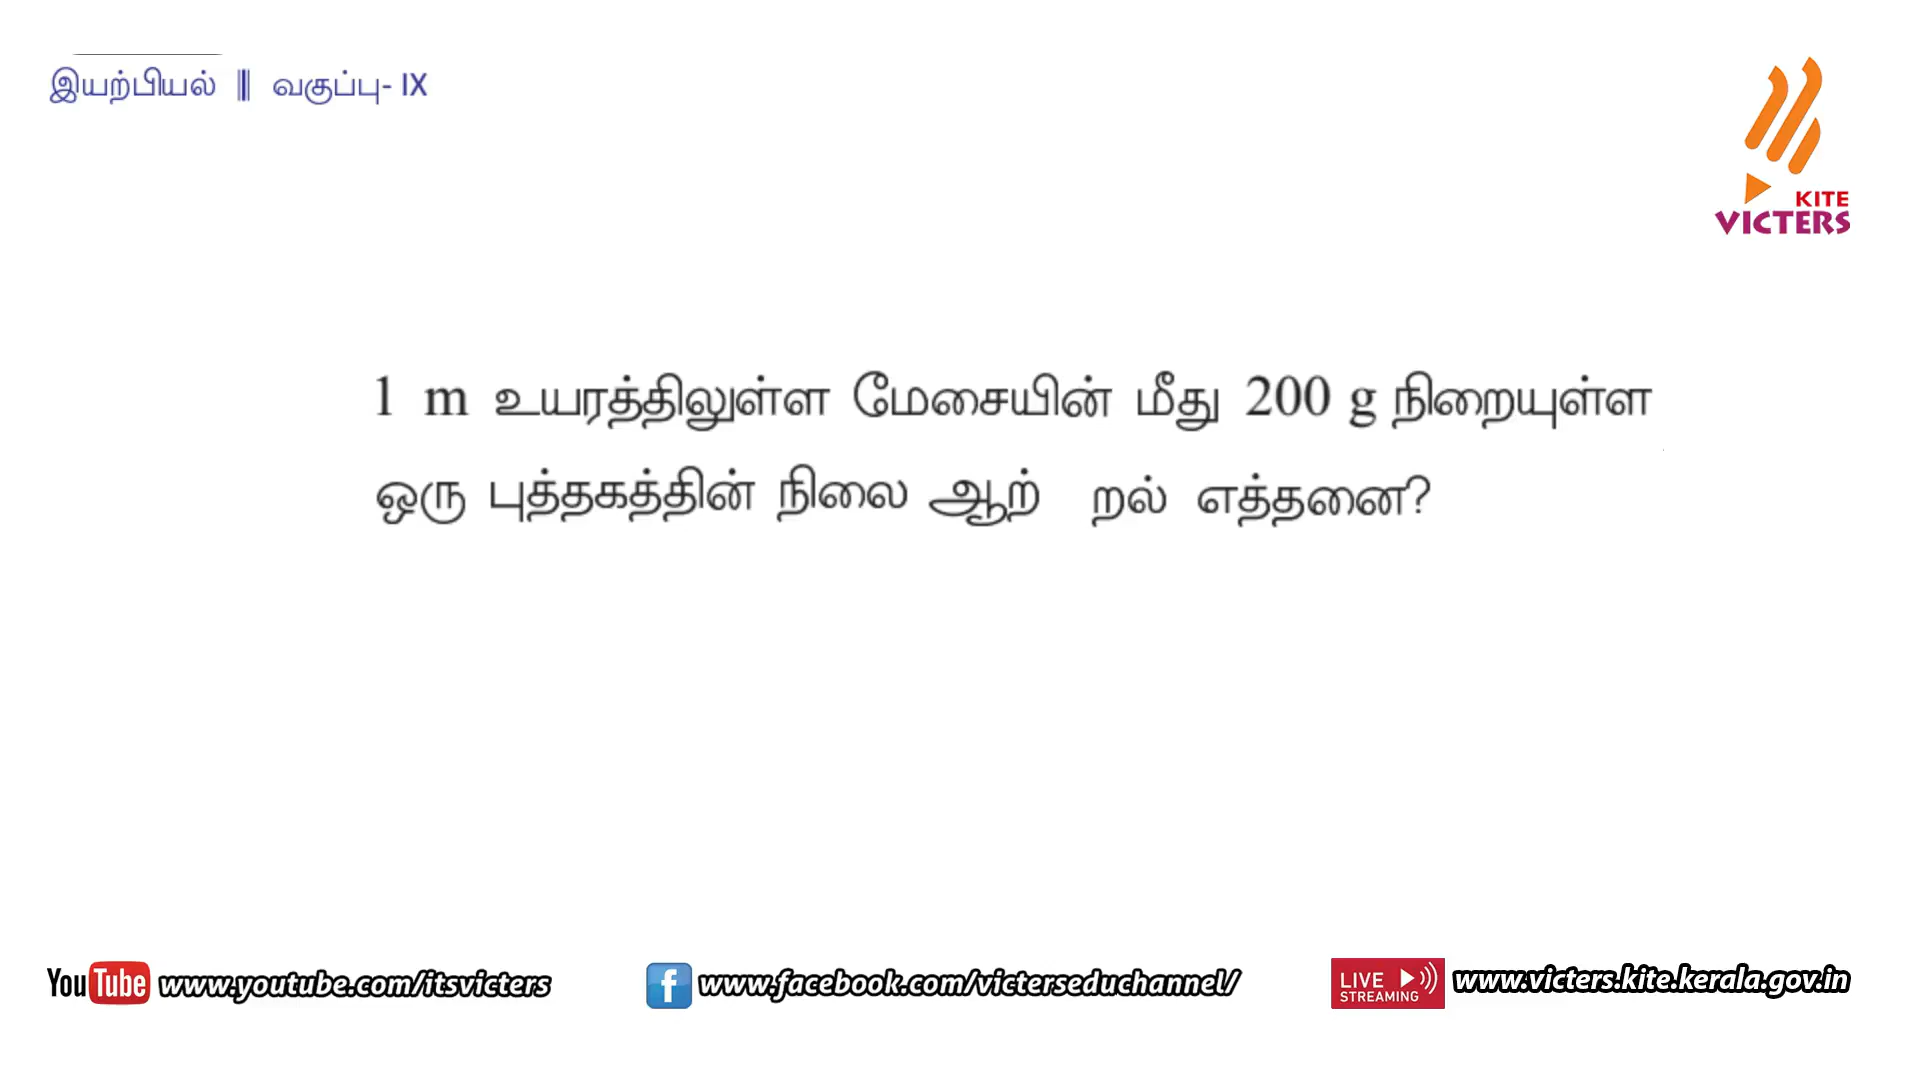 இயற்பியல் ||| வகுப்பு- IX
KITE
VICTERS
1 m உயரத்திலுள்ள மேசையின் மீது 200 g நிறையுள்ள
ஒரு புத்தகத்தின் நிலை ஆற் றல் எத்தனை?
YouTube www.youtube.com/itsvicters
f www.facebook.com/victerseduchannel/
LIVE STREAMING www.victers.kite.kerala.gov.in